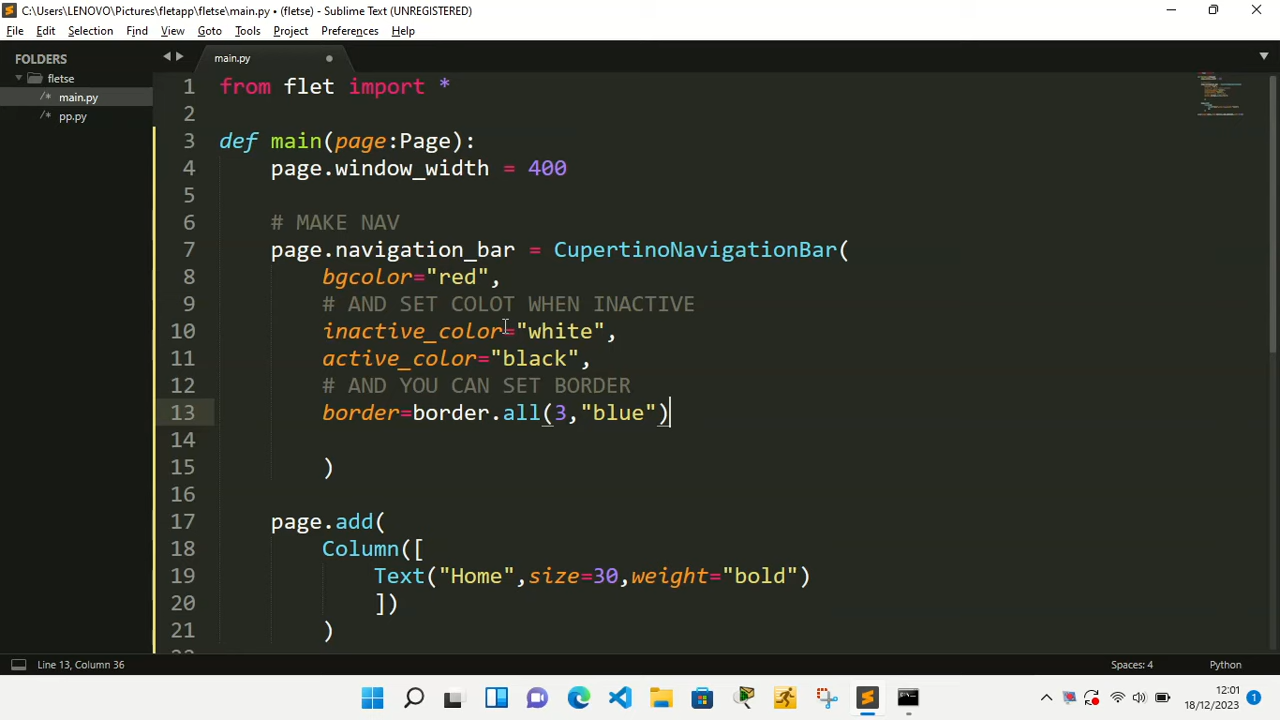 C:\Users\LENOVO\Pictures\fletapp\fletse\main.py • (fletse) - Sublime Text (UNREGISTERED)
File Edit Selection Find View Goto Tools Project Preferences Help
FOLDERS
fletse
/* main.py
/* pp.py
main.py
1 from flet import *
2
3 def main(page:Page):
4 page.window_width = 400
5
6 # MAKE NAV
7 page.navigation_bar = CupertinoNavigationBar(
8 bgcolor="red",
9 # AND SET COLOT WHEN INACTIVE
10 inactive_color="white",
11 active_color="black",
12 # AND YOU CAN SET BORDER
13 border=border.all(3,"blue")
14
15 )
16
17 page.add(
18 Column([
19 Text("Home",size=30,weight="bold")
20 ])
21 )
Line 13, Column 36
Spaces: 4
Python
12:01
18/12/2023
1